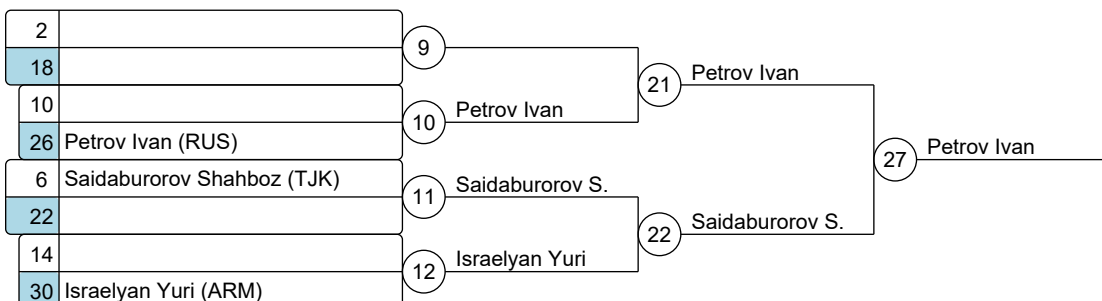 2
9
18
21 Petrov Ivan
10
10 Petrov Ivan
26 Petrov Ivan (RUS)
27 Petrov Ivan
6 Saidaburorov Shahboz (TJK)
11 Saidaburorov S.
22
22 Saidaburorov S.
14
12 Israelyan Yuri
30 Israelyan Yuri (ARM)